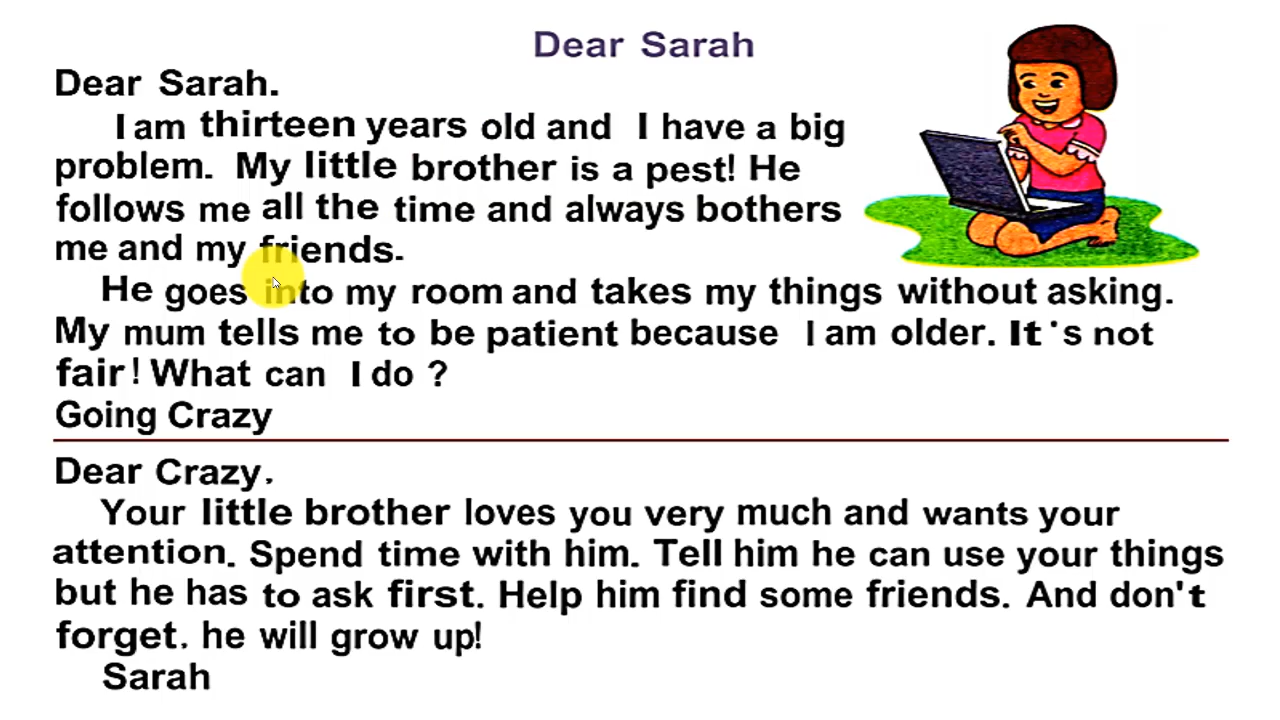 Dear Sarah
Dear Sarah.
I am thirteen years old and I have a big
problem. My little brother is a pest! He
follows me all the time and always bothers
me and my friends.
He goes into my room and takes my things without asking.
My mum tells me to be patient because I am older. It's not
fair! What can I do ?
Going Crazy
Dear Crazy.
Your little brother loves you very much and wants your
attention. Spend time with him. Tell him he can use your things
but he has to ask first. Help him find some friends. And don't
forget. he will grow up!
Sarah